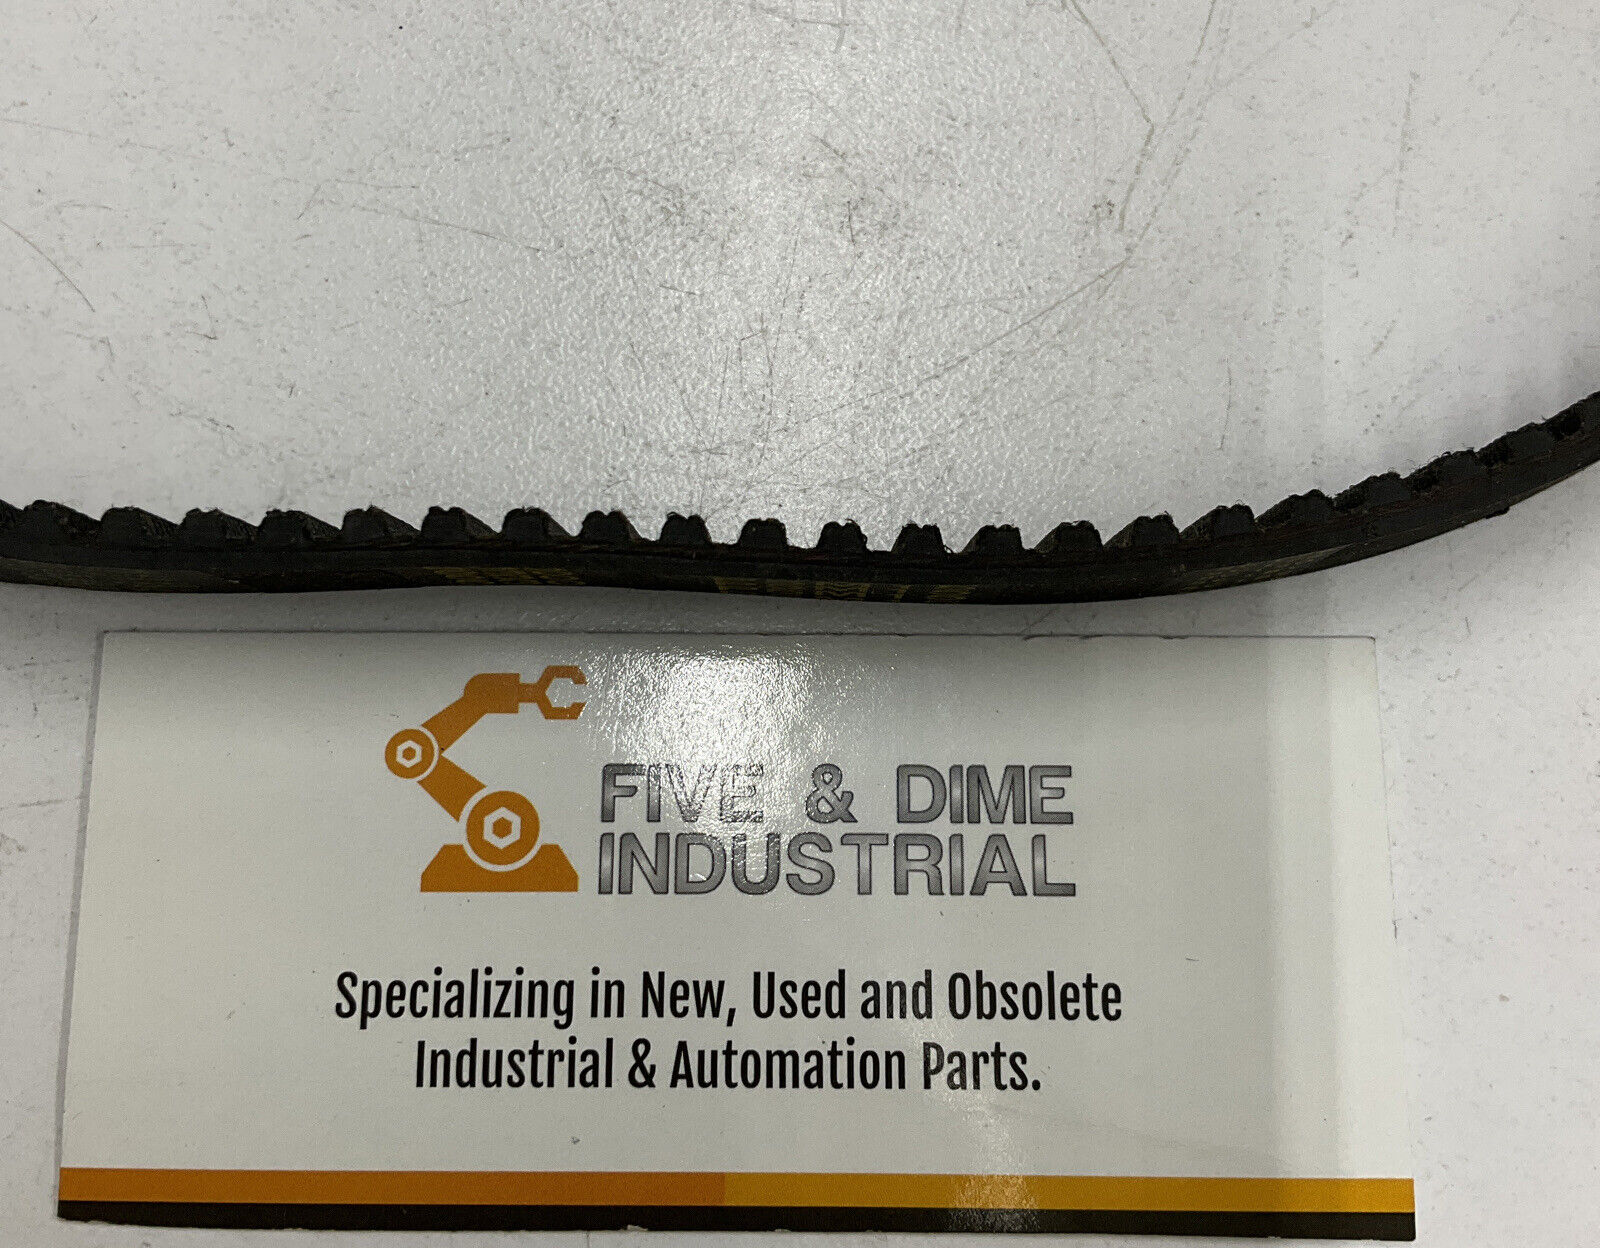 FIVE & DIME
INDUSTRIAL
Specializing in New, Used and Obsolete
Industrial & Automation Parts.